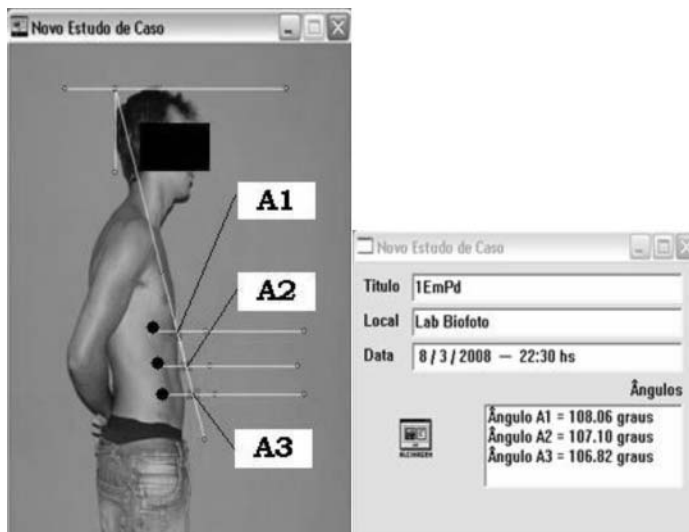 Novo Estudo de Caso
A1
A2
A3
Novo Estudo de Caso
Título 1EmPd
Local Lab Biofoto
Data 8 / 3 / 2008 — 22:30 hs
Ângulos
Ângulo A1 = 108.06 graus
Ângulo A2 = 107.10 graus
Ângulo A3 = 106.82 graus